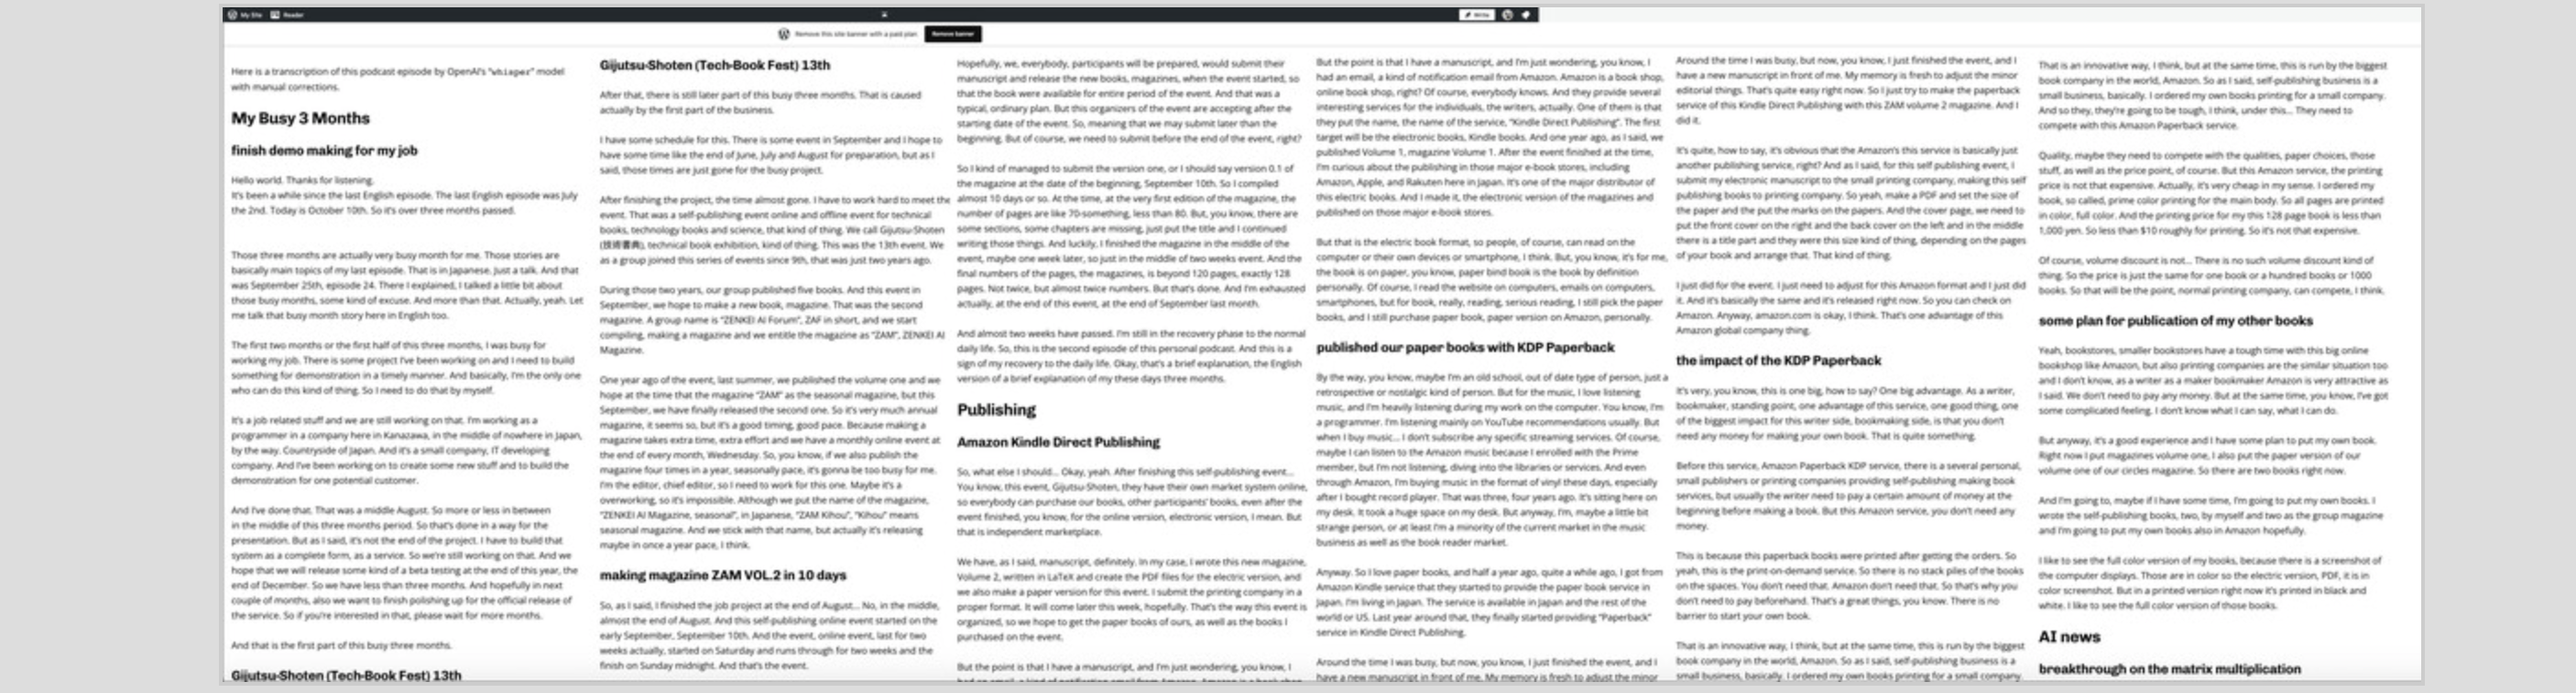 My Site
Reader
Write
Remove this site banner with a paid plan.
Remove banner
Here is a transcription of this podcast episode by OpenAI's "whisper" model
with manual corrections.
My Busy 3 Months
finish demo making for my job
Hello world. Thanks for listening.
It's been a while since the last English episode. The last English episode was July
the 2nd. Today is October 10th. So it's over three months passed.
Those three months are actually very busy month for me. Those stories are
basically main topics of my last episode. That is in Japanese. Just a talk. And that
was September 25th, episode 24. There I explained, I talked a little bit about
those busy months, some kind of excuse. And more than that. Actually, yeah. Let
me talk that busy month story here in English too.
The first two months or the first half of this three months, I was busy for
working my job. There is some project I've been working on and I need to build
something for demonstration in a timely manner. And basically, I'm the only one
who can do this kind of thing. So I need to do that by myself.
It's a job related stuff and we are still working on that. I'm working as a
programmer in a company here in Kanazawa, in the middle of nowhere in Japan,
by the way. Countryside of Japan. And it's a small company, IT developing
company. And I've been working on to create some new stuff and to build the
demonstration for one potential customer.
And I've done that. That was a middle August. So more or less in between
in the middle of this three months period. So that's done in a way for the
presentation. But as I said, it's not the end of the project. I have to build that
system as a complete form, as a service. So we're still working on that. And we
hope that we will release some kind of a beta testing at the end of this year, the
end of December. So we have less than three months. And hopefully in next
couple of months, also we want to finish polishing up for the official release of
the service. So if you're interested in that, please wait for more months.
And that is the first part of this busy three months.
Gijutsu-Shoten (Tech-Book Fest) 13th
Gijutsu-Shoten (Tech-Book Fest) 13th
After that, there is still later part of this busy three months. That is caused
actually by the first part of the business.
I have some schedule for this. There is some event in September and I hope to
have some time like the end of June, July and August for preparation, but as I
said, those times are just gone for the busy project.
After finishing the project, the time almost gone. I have to work hard to meet the
event. That was a self-publishing event online and offline event for technical
books, technology books and science, that kind of thing. We call Gijutsu-Shoten
(技術書典), technical book exhibition, kind of thing. This was the 13th event. We
as a group joined this series of events since 9th, that was just two years ago.
During those two years, our group published five books. And this event in
September, we hope to make a new book, magazine. That was the second
magazine. A group name is "ZENKEI AI Forum", ZAF in short, and we start
compiling, making a magazine and we entitle the magazine as "ZAM", ZENKEI AI
Magazine.
One year ago of the event, last summer, we published the volume one and we
hope at the time that the magazine "ZAM" as the seasonal magazine, but this
September, we have finally released the second one. So it's very much annual
magazine, it seems so, but it's a good timing, good pace. Because making a
magazine takes extra time, extra effort and we have a monthly online event at
the end of every month, Wednesday. So, you know, if we also publish the
magazine four times in a year, seasonally pace, it's gonna be too busy for me.
I'm the editor, chief editor, so I need to work for this one. Maybe it's a
overworking, so it's impossible. Although we put the name of the magazine,
"ZENKEI AI Magazine, seasonal", in Japanese, "ZAM Kihou", "Kihou" means
seasonal magazine. And we stick with that name, but actually it's releasing
maybe in once a year pace, I think.
making magazine ZAM VOL.2 in 10 days
So, as I said, I finished the job project at the end of August... No, in the middle,
almost the end of August. And this self-publishing online event started on the
early September, September 10th. And the event, online event, last for two
weeks actually, started on Saturday and runs through for two weeks and the
finish on Sunday midnight. And that's the event.
Hopefully, we, everybody, participants will be prepared, would submit their
manuscript and release the new books, magazines, when the event started, so
that the book were available for entire period of the event. And that was a
typical, ordinary plan. But this organizers of the event are accepting after the
starting date of the event. So, meaning that we may submit later than the
beginning. But of course, we need to submit before the end of the event, right?
So I kind of managed to submit the version one, or I should say version 0.1 of
the magazine at the date of the beginning, September 10th. So I compiled
almost 10 days or so. At the time, at the very first edition of the magazine, the
number of pages are like 70-something, less than 80. But, you know, there are
some sections, some chapters are missing, just put the title and I continued
writing those things. And luckily, I finished the magazine in the middle of the
event, maybe one week later, so just in the middle of two weeks event. And the
final numbers of the pages, the magazines, is beyond 120 pages, exactly 128
pages. Not twice, but almost twice numbers. But that's done. And I'm exhausted
actually, at the end of this event, at the end of September last month.
And almost two weeks have passed. I'm still in the recovery phase to the normal
daily life. So, this is the second episode of this personal podcast. And this is a
sign of my recovery to the daily life. Okay, that's a brief explanation, the English
version of a brief explanation of my these days three months.
Publishing
Amazon Kindle Direct Publishing
So, what else I should... Okay, yeah. After finishing this self-publishing event...
You know, this event, Gijutsu-Shoten, they have their own market system online,
so everybody can purchase our books, other participants' books, even after the
event finished, you know, for the online version, electronic version, I mean. But
that is independent marketplace.
We have, as I said, manuscript, definitely. In my case, I wrote this new magazine,
Volume 2, written in LaTeX and create the PDF files for the electric version, and
we also make a paper version for this event. I submit the printing company in a
proper format. It will come later this week, hopefully. That's the way this event is
organized, so we hope to get the paper books of ours, as well as the books I
purchased on the event.
But the point is that I have a manuscript, and I'm just wondering, you know, I
had an email, a kind of notification email from Amazon. Amazon is a book shop,
But the point is that I have a manuscript, and I'm just wondering, you know, I
had an email, a kind of notification email from Amazon. Amazon is a book shop,
online book shop, right? Of course, everybody knows. And they provide several
interesting services for the individuals, the writers, actually. One of them is that
they put the name, the name of the service, "Kindle Direct Publishing". The first
target will be the electronic books, Kindle books. And one year ago, as I said, we
published Volume 1, magazine Volume 1. After the event finished at the time,
I'm curious about the publishing in those major e-book stores, including
Amazon, Apple, and Rakuten here in Japan. It's one of the major distributor of
this electric books. And I made it, the electronic version of the magazines and
published on those major e-book stores.
But that is the electric book format, so people, of course, can read on the
computer or their own devices or smartphone, I think. But, you know, it's for me,
the book is on paper, you know, paper bind book is the book by definition
personally. Of course, I read the website on computers, emails on computers,
smartphones, but for book, really, reading, serious reading, I still pick the paper
books, and I still purchase paper book, paper version on Amazon, personally.
published our paper books with KDP Paperback
By the way, you know, maybe I'm an old school, out of date type of person, just a
retrospective or nostalgic kind of person. But for the music, I love listening
music, and I'm heavily listening during my work on the computer. You know, I'm
a programmer. I'm listening mainly on YouTube recommendations usually. But
when I buy music... I don't subscribe any specific streaming services. Of course,
maybe I can listen to the Amazon music because I enrolled with the Prime
member, but I'm not listening, diving into the libraries or services. And even
through Amazon, I'm buying music in the format of vinyl these days, especially
after I bought record player. That was three, four years ago. It's sitting here on
my desk. It took a huge space on my desk. But anyway, I'm, maybe a little bit
strange person, or at least I'm a minority of the current market in the music
business as well as the book reader market.
Anyway. So I love paper books, and half a year ago, quite a while ago, I got from
Amazon Kindle service that they started to provide the paper book service in
Japan. I'm living in Japan. The service is available in Japan and the rest of the
world or US. Last year around that, they finally started providing "Paperback"
service in Kindle Direct Publishing.
Around the time I was busy, but now, you know, I just finished the event, and I
have a new manuscript in front of me. My memory is fresh to adjust the minor
Around the time I was busy, but now, you know, I just finished the event, and I
have a new manuscript in front of me. My memory is fresh to adjust the minor
editorial things. That's quite easy right now. So I just try to make the paperback
service of this Kindle Direct Publishing with this ZAM volume 2 magazine. And I
did it.
It's quite, how to say, it's obvious that the Amazon's this service is basically just
another publishing service, right? And as I said, for this self publishing event, I
submit my electronic manuscript to the small printing company, making this self
publishing books to printing company. So yeah, make a PDF and set the size of
the paper and the put the marks on the papers. And the cover page, we need to
put the front cover on the right and the back cover on the left and in the middle
there is a title part and they were this size kind of thing, depending on the pages
of your book and arrange that. That kind of thing.
I just did for the event. I just need to adjust for this Amazon format and I just did
it. And it's basically the same and it's released right now. So you can check on
Amazon. Anyway, amazon.com is okay, I think. That's one advantage of this
Amazon global company thing.
the impact of the KDP Paperback
It's very, you know, this is one big, how to say? One big advantage. As a writer,
bookmaker, standing point, one advantage of this service, one good thing, one
of the biggest impact for this writer side, bookmaking side, is that you don't
need any money for making your own book. That is quite something.
Before this service, Amazon Paperback KDP service, there is a several personal,
small publishers or printing companies providing self-publishing making book
services, but usually the writer need to pay a certain amount of money at the
beginning before making a book. But this Amazon service, you don't need any
money.
This is because this paperback books were printed after getting the orders. So
yeah, this is the print-on-demand service. So there is no stack piles of the books
on the spaces. You don't need that. Amazon don't need that. So that's why you
don't need to pay beforehand. That's a great things, you know. There is no
barrier to start your own book.
That is an innovative way, I think, but at the same time, this is run by the biggest
book company in the world, Amazon. So as I said, self-publishing business is a
small business, basically. I ordered my own books printing for a small company.
That is an innovative way, I think, but at the same time, this is run by the biggest
book company in the world, Amazon. So as I said, self-publishing business is a
small business, basically. I ordered my own books printing for a small company.
And so they, they're going to be tough, I think, under this... They need to
compete with this Amazon Paperback service.
Quality, maybe they need to compete with the qualities, paper choices, those
stuff, as well as the price point, of course. But this Amazon service, the printing
price is not that expensive. Actually, it's very cheap in my sense. I ordered my
book, so called, prime color printing for the main body. So all pages are printed
in color, full color. And the printing price for my this 128 page book is less than
1,000 yen. So less than $10 roughly for printing. So it's not that expensive.
Of course, volume discount is not... There is no such volume discount kind of
thing. So the price is just the same for one book or a hundred books or 1000
books. So that will be the point, normal printing company, can compete, I think.
some plan for publication of my other books
Yeah, bookstores, smaller bookstores have a tough time with this big online
bookshop like Amazon, but also printing companies are the similar situation too
and I don't know, as a writer as a maker bookmaker Amazon is very attractive as
I said. We don't need to pay any money. But at the same time, you know, I've got
some complicated feeling. I don't know what I can say, what I can do.
But anyway, it's a good experience and I have some plan to put my own book.
Right now I put magazines volume one, I also put the paper version of our
volume one of our circles magazine. So there are two books right now.
And I'm going to, maybe if I have some time, I'm going to put my own books. I
wrote the self-publishing books, two, by myself and two as the group magazine
and I'm going to put my own books also in Amazon hopefully.
I like to see the full color version of my books, because there is a screenshot of
the computer displays. Those are in color so the electric version, PDF, it is in
color screenshot. But in a printed version right now it's printed in black and
white. I like to see the full color version of those books.
AI news
breakthrough on the matrix multiplication